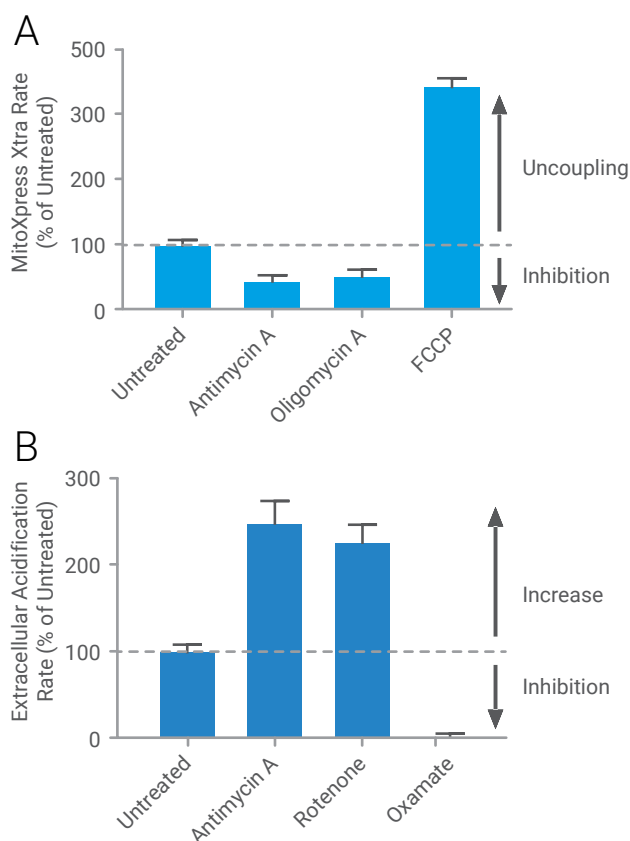 A
500
300
200
100
0
MitoXpress Xtra Rate
(% of Untreated)
Uncoupling
Inhibition
Untreated
Antimycin A
Oligomycin A
FCCP
B
300
200
100
0
Extracellular Acidification
Rate (% of Untreated)
Increase
Inhibition
Untreated
Antimycin A
Rotenone
Oxamate